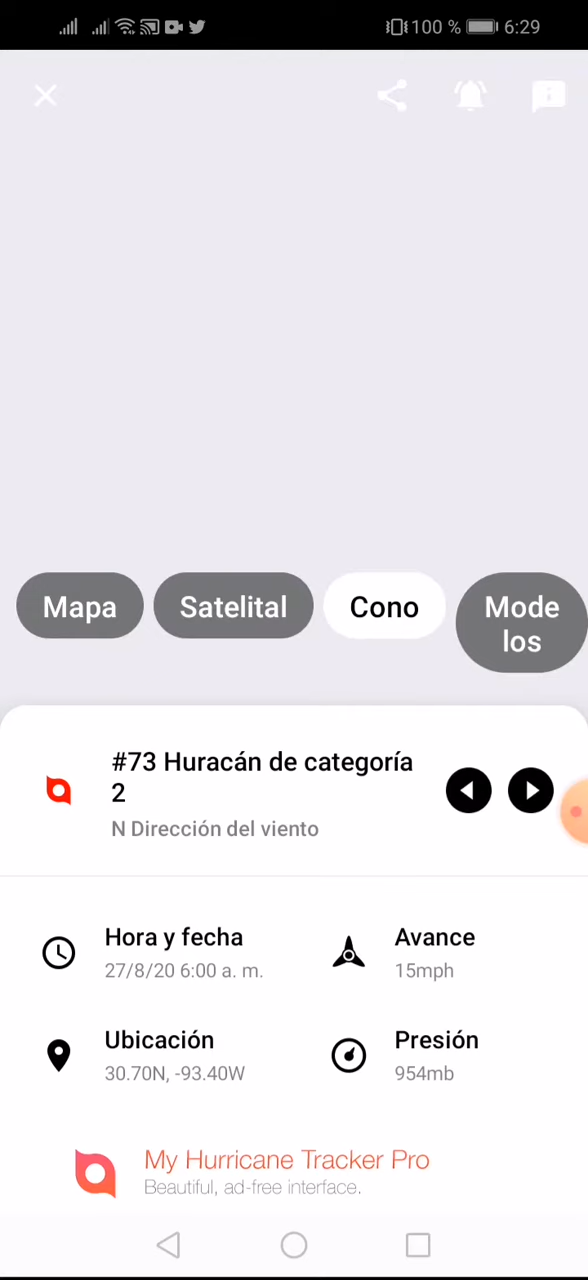 100 % 6:29
Mapa Satelital Cono Mode
los
#73 Huracán de categoría
2
N Dirección del viento
Hora y fecha Avance
27/8/20 6:00 a. m. 15mph
Ubicación Presión
30.70N, -93.40W 954mb
My Hurricane Tracker Pro
Beautiful, ad-free interface.